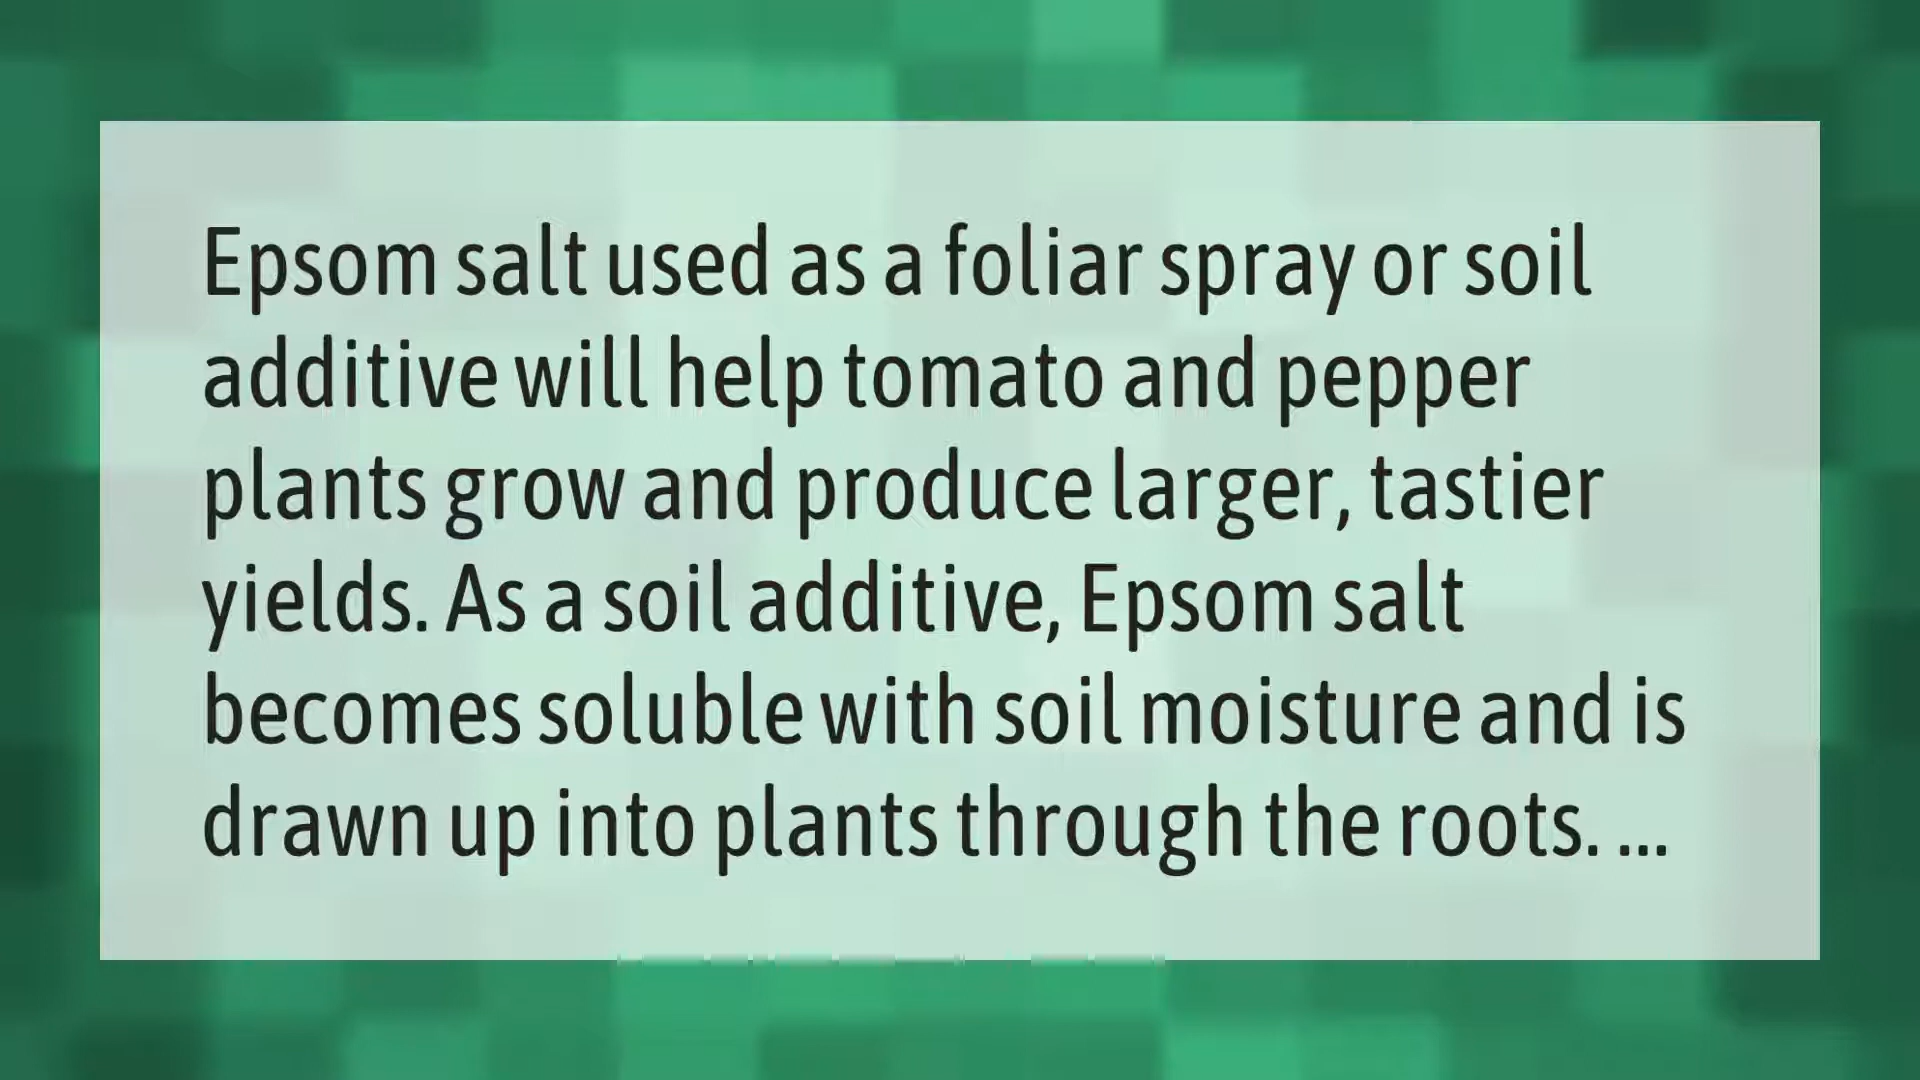 Epsom salt used as a foliar spray or soil
additive will help tomato and pepper
plants grow and produce larger, tastier
yields. As a soil additive, Epsom salt
becomes soluble with soil moisture and is
drawn up into plants through the roots. ...